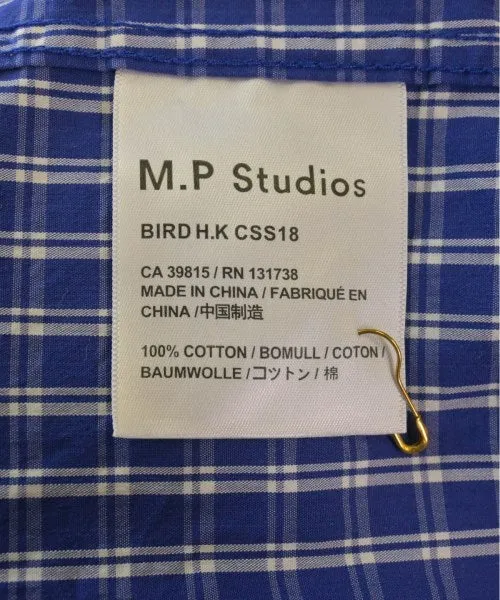 M.P Studios
BIRD H.K CSS18
CA 39815 / RN 131738
MADE IN CHINA / FABRIQUÉ EN
CHINA /中国制造
100% COTTON / BOMULL / COTON /
BAUMWOLLE /コツトン / 棉